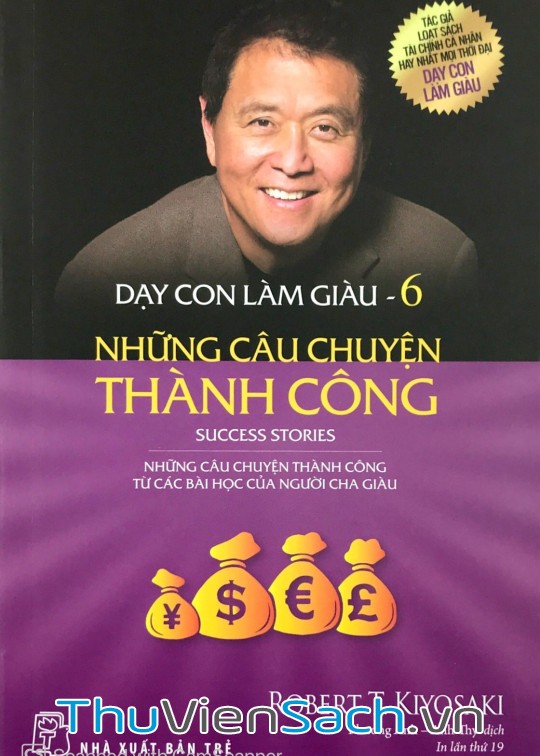 TÁC GIẢ
LOẠT SÁCH
TÀI CHÍNH CÁ NHÂN
HAY NHẤT MỌI THỜI ĐẠI
DẠY CON
LÀM GIÀU
DẠY CON LÀM GIÀU - 6
NHỮNG CÂU CHUYỆN
THÀNH CÔNG
SUCCESS STORIES
NHỮNG CÂU CHUYỆN THÀNH CÔNG
TỪ CÁC BÀI HỌC CỦA NGƯỜI CHA GIÀU
¥ $ € £
ROBERT T. KIYOSAKI
ThuVienSach.vn
dịch
In lần thứ 19
NHÀ XUẤT BẢN TRẺ